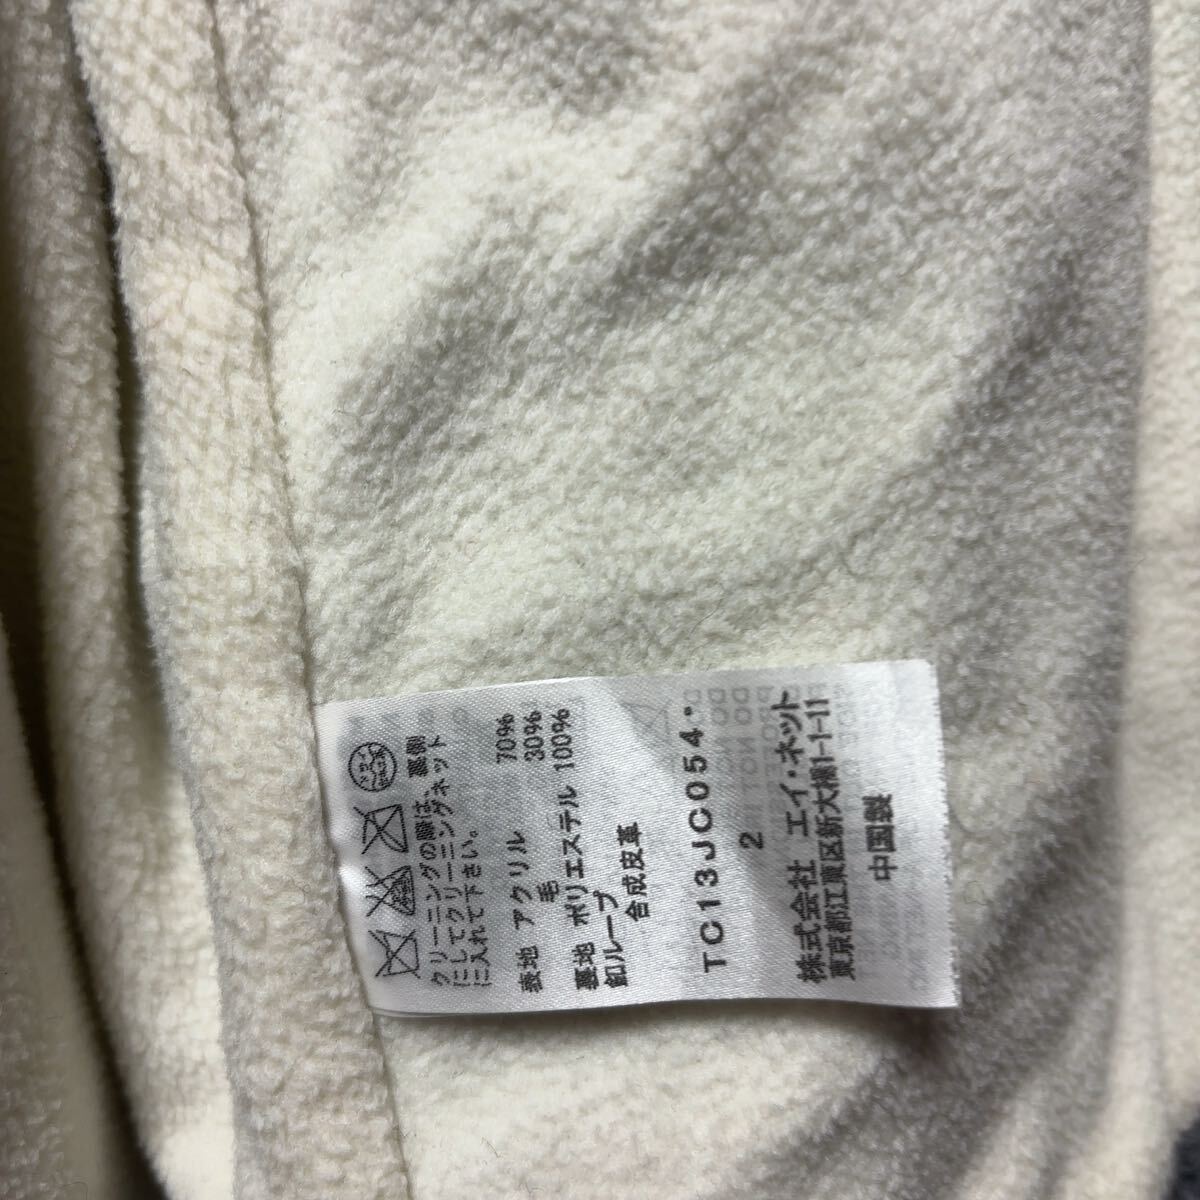 クリーニングの際は、裏側
にしてクリーニングネット
に入れて下さい。
表地 アクリル 70%
毛 30%
裏地 ポリエステル 100%
釦ループ
合成皮革
TC13JC054-
2
株式会社 エイ・ネット
東京都江東区新大橋1-1-11
中国製